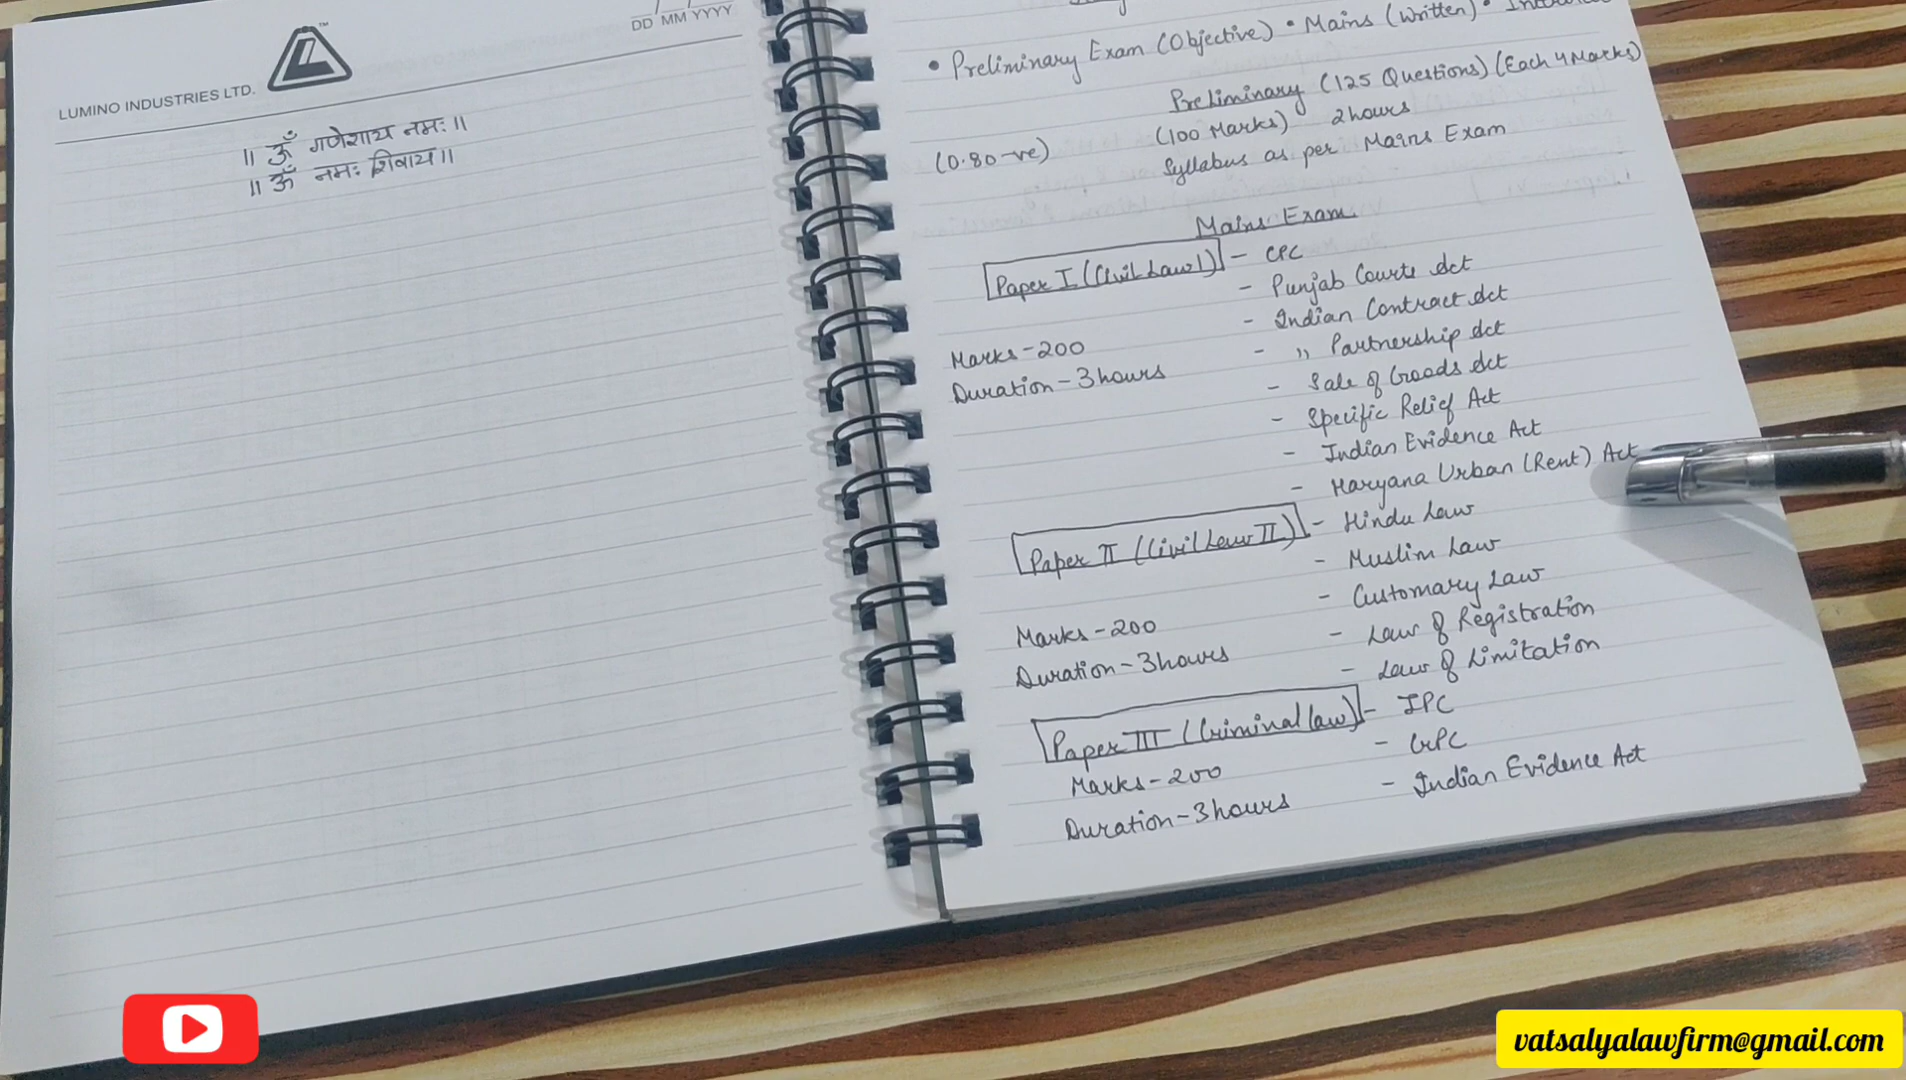 DD MM YYYY
LUMINO INDUSTRIES LTD.
TM
॥ ॐ गणेशाय नमः ॥
॥ ॐ नमः शिवाय ॥
• Preliminary Exam (Objective) • Mains (Written) •
Preliminary (125 Questions) (Each 4 Marks)
(0.80-ve) (100 Marks) 2 hours
Syllabus as per Mains Exam
Mains Exam
Paper I (Civil Law I) - CPC
- Punjab Courts Act
- Indian Contract Act
Marks - 200 - 〃 Partnership Act
Duration - 3 hours - Sale of Goods Act
- Specific Relief Act
- Indian Evidence Act
- Haryana Urban (Rent) Act
Paper II (Civil Law II) - Hindu Law
- Muslim Law
- Customary Law
Marks - 200 - Law of Registration
Duration - 3 hours - Law of Limitation
Paper III (Criminal Law) - IPC
Marks - 200 - CrPC
Duration - 3 hours - Indian Evidence Act
vatsalyalawfirm@gmail.com